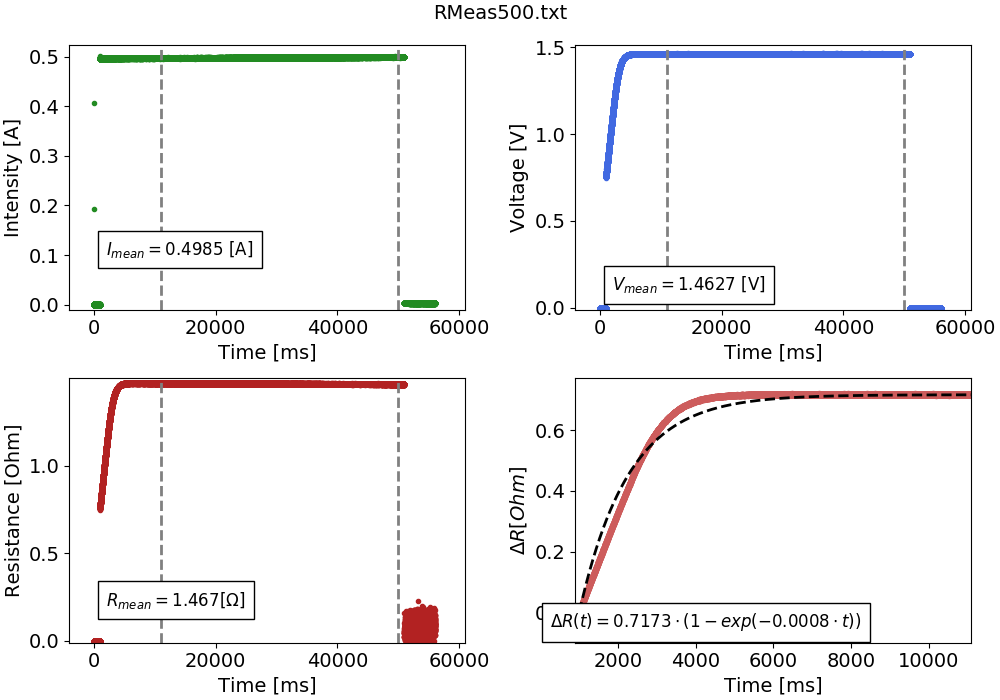 RMeas500.txt
0.5
0.4
0.3
0.2
0.1
0.0
Intensity [A]
I_mean = 0.4985 [A]
0 20000 40000 60000
Time [ms]
1.5
1.0
0.5
0.0
Voltage [V]
V_mean = 1.4627 [V]
0 20000 40000 60000
Time [ms]
1.0
0.5
0.0
Resistance [Ohm]
R_mean = 1.467[Ω]
0 20000 40000 60000
Time [ms]
0.6
0.4
0.2
ΔR[Ohm]
ΔR(t) = 0.7173 · (1 − exp(−0.0008 · t))
2000 4000 6000 8000 10000
Time [ms]